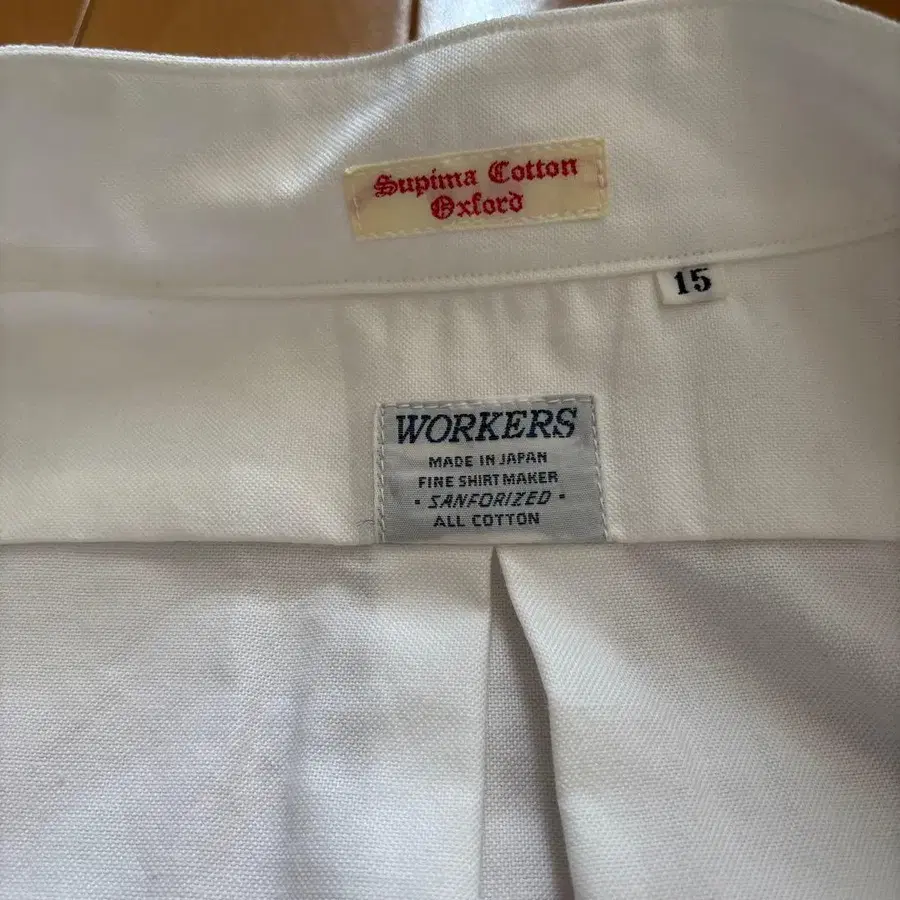 Supima Cotton
Oxford
15
WORKERS
MADE IN JAPAN
FINE SHIRT MAKER
· SANFORIZED ·
ALL COTTON